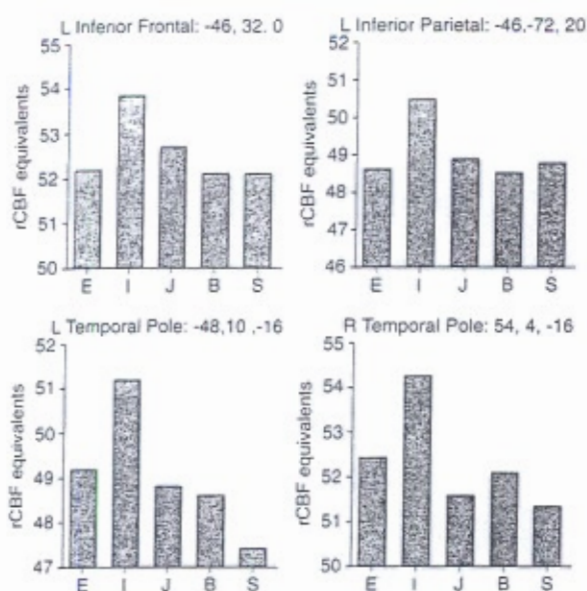 L Inferior Frontal: -46, 32. 0
55
54
53
52
51
50
rCBF equivalents
E I J B S
L Inferior Parietal: -46.-72, 20
52
51
50
49
48
47
46
rCBF equivalents
E I J B S
L Temporal Pole: -48,10 ,-16
52
51
50
49
48
47
rCBF equivalents
E I J B S
R Temporal Pole: 54, 4, -16
55
54
53
52
51
50
rCBF equivalents
E I J B S